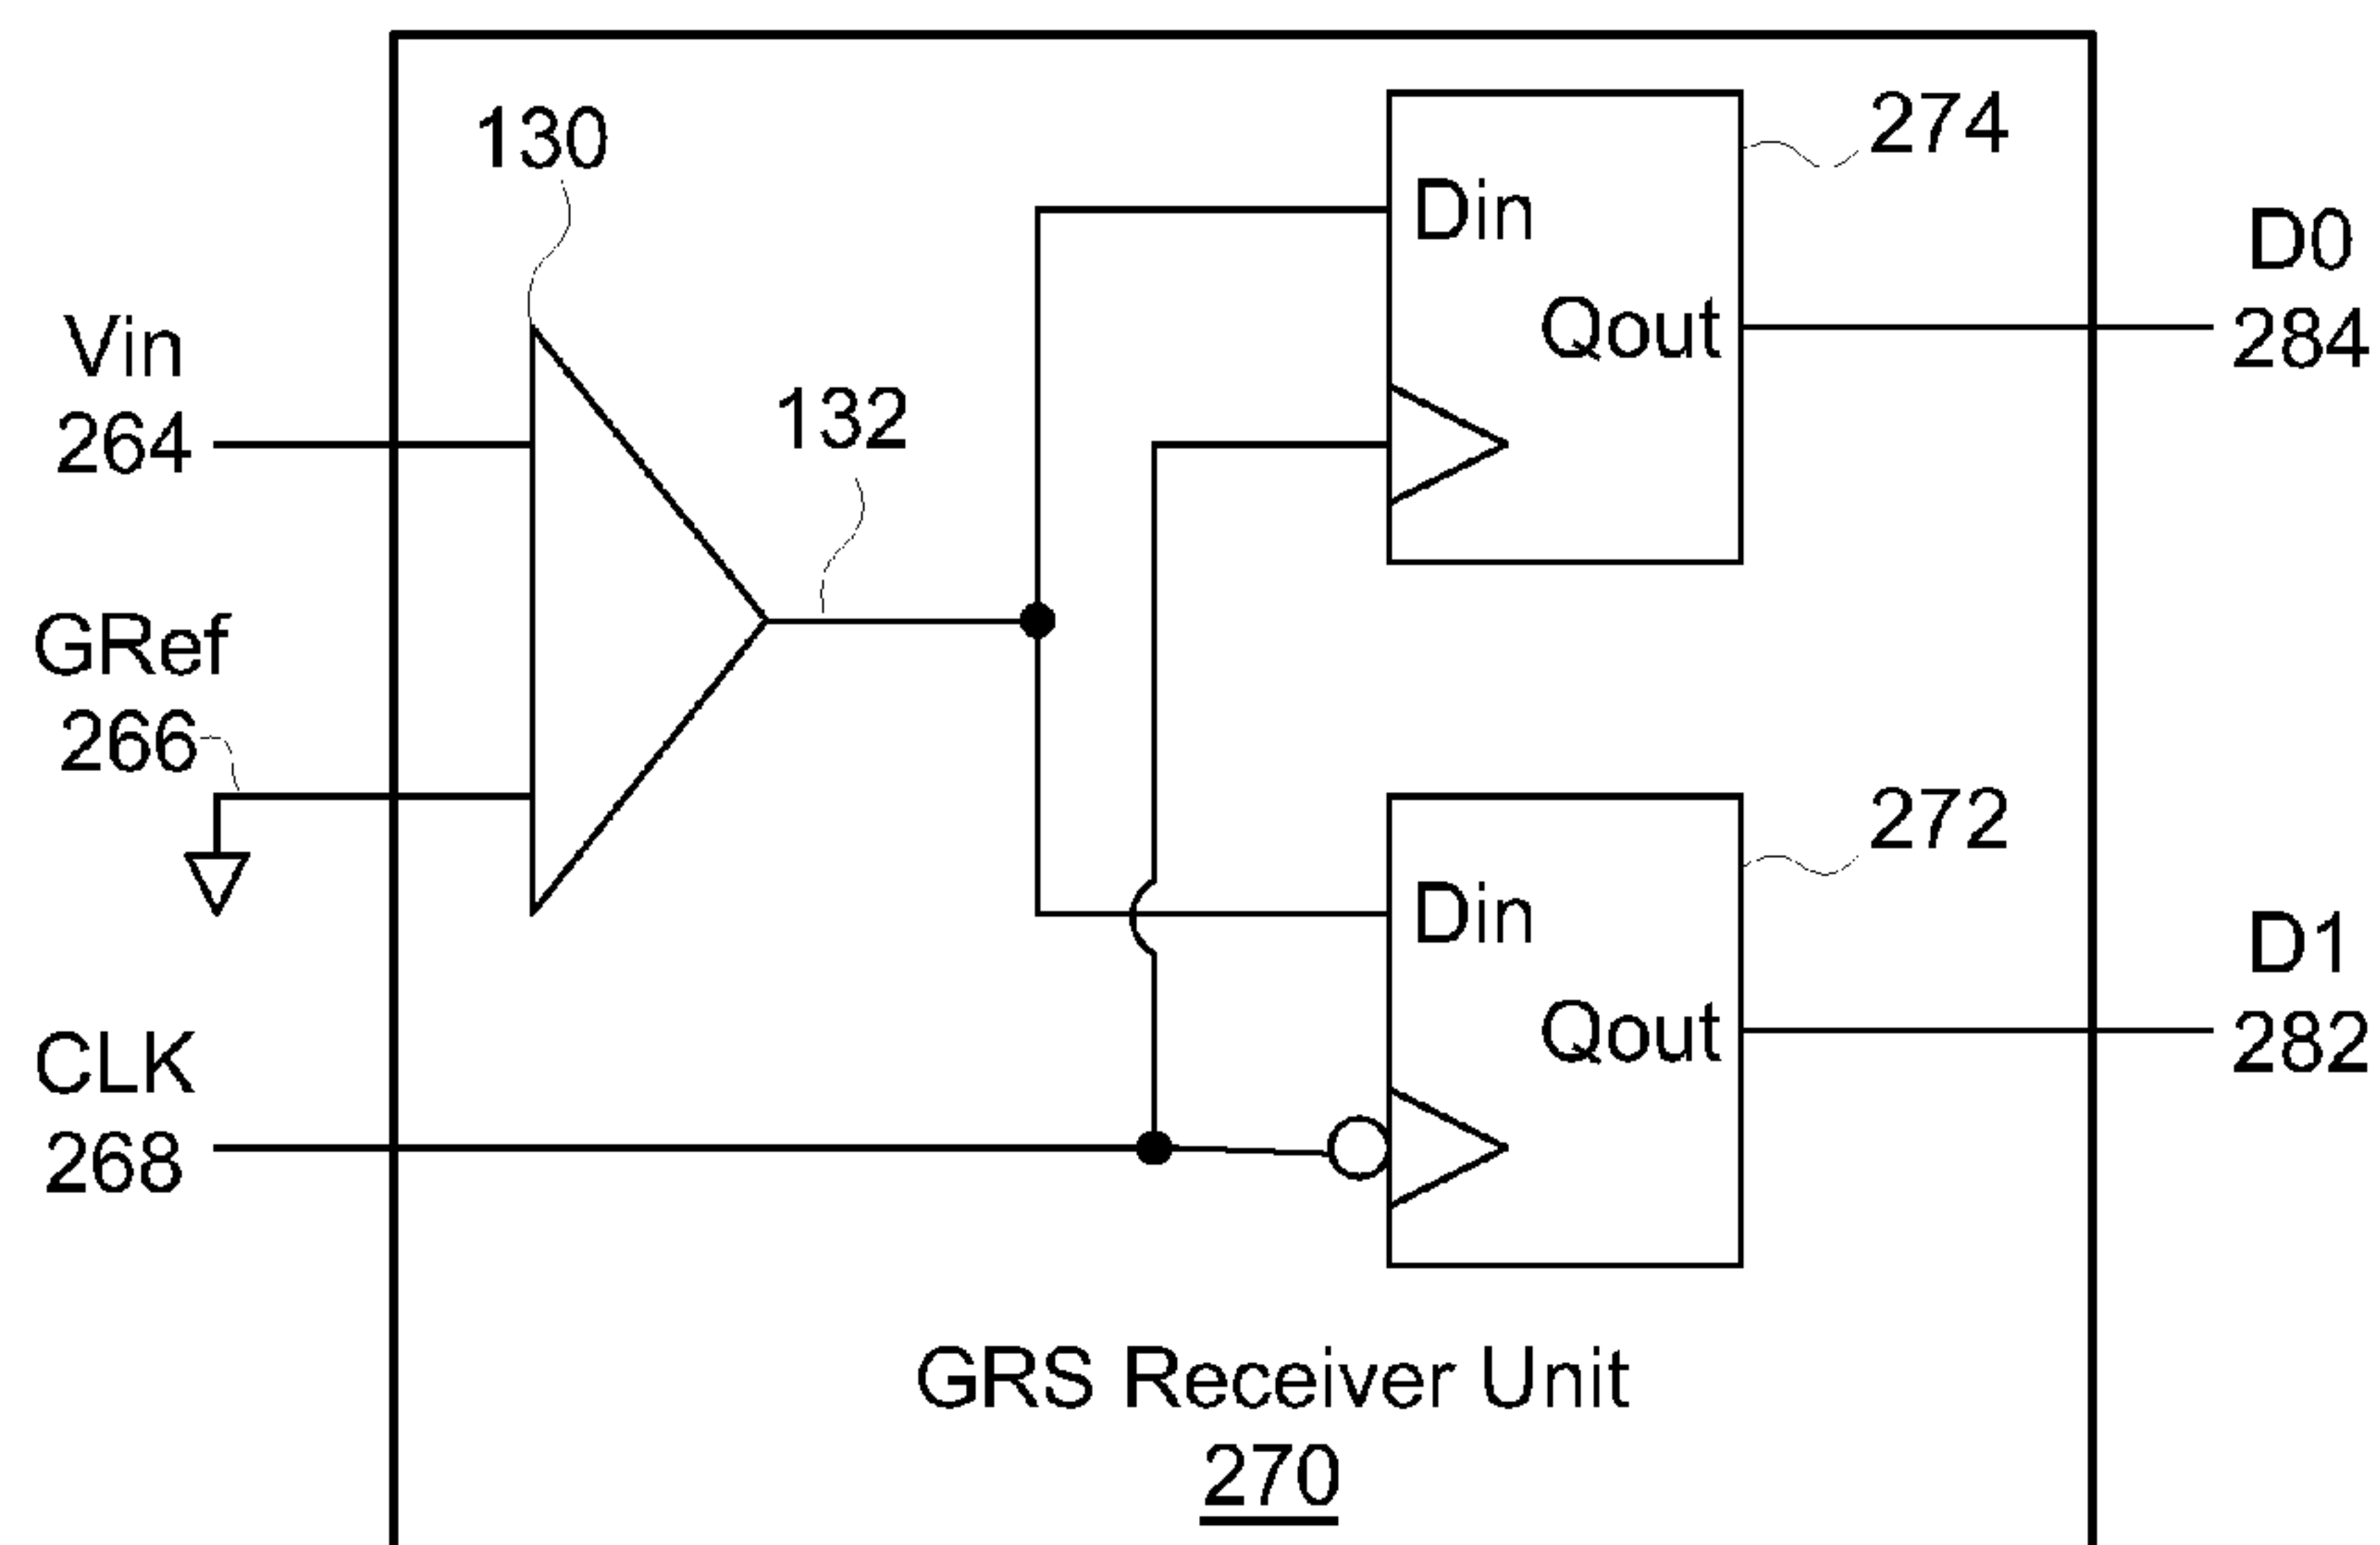 130
274
Din
D0
Qout
284
Vin
264
132
GRef
266
272
Din
D1
Qout
282
CLK
268
GRS Receiver Unit
270